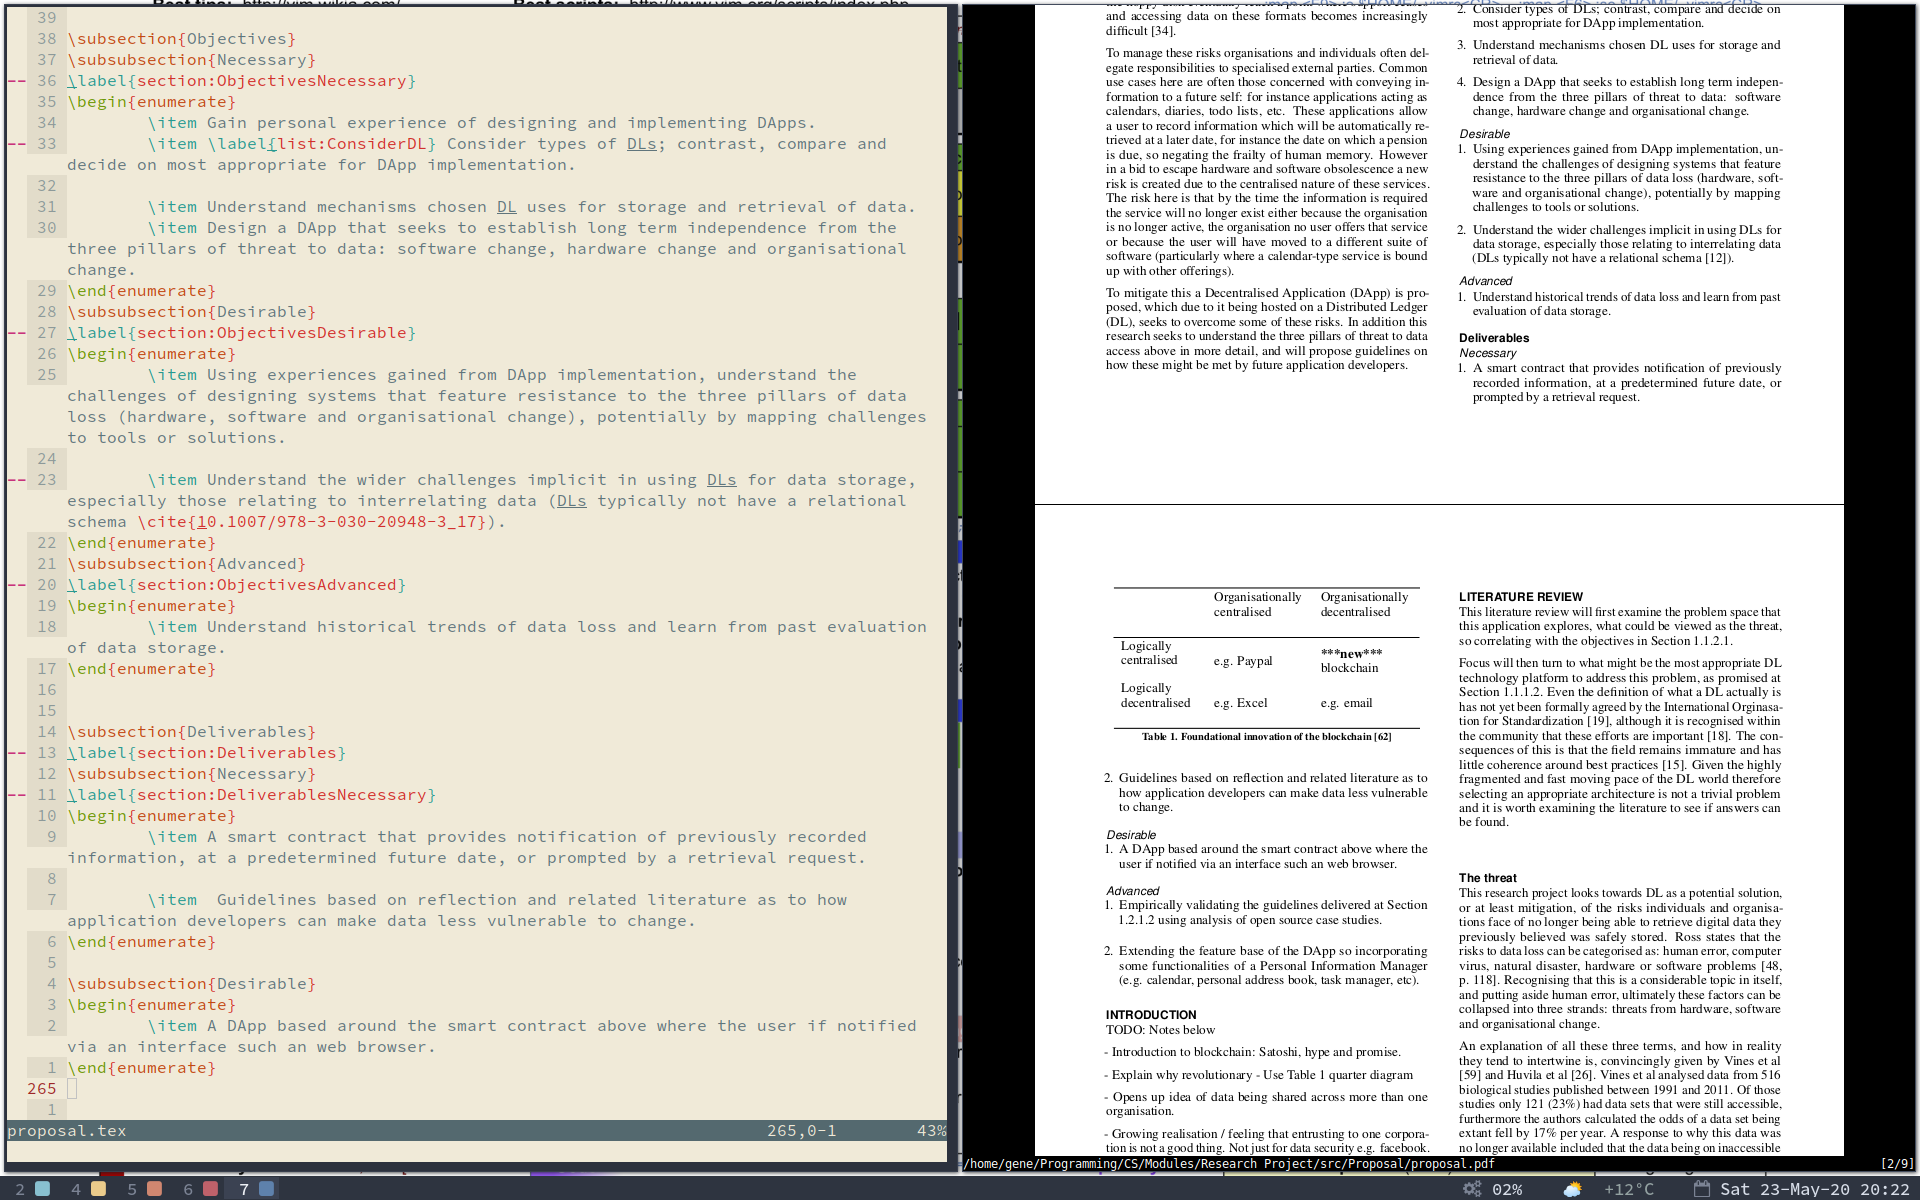 Best tips: http://vim.wikia.com/
Best scripts: http://www.vim.org/scripts/index.php
39
38 \subsection{Objectives}
37 \subsubsection{Necessary}
-- 36 \label{section:ObjectivesNecessary}
35 \begin{enumerate}
34 \item Gain personal experience of designing and implementing DApps.
-- 33 \item \label{list:ConsiderDL} Consider types of DLs; contrast, compare and
decide on most appropriate for DApp implementation.
32
31 \item Understand mechanisms chosen DL uses for storage and retrieval of data.
30 \item Design a DApp that seeks to establish long term independence from the
three pillars of threat to data: software change, hardware change and organisational
change.
29 \end{enumerate}
28 \subsubsection{Desirable}
-- 27 \label{section:ObjectivesDesirable}
26 \begin{enumerate}
25 \item Using experiences gained from DApp implementation, understand the
challenges of designing systems that feature resistance to the three pillars of data
loss (hardware, software and organisational change), potentially by mapping challenges
to tools or solutions.
24
-- 23 \item Understand the wider challenges implicit in using DLs for data storage,
especially those relating to interrelating data (DLs typically not have a relational
schema \cite{10.1007/978-3-030-20948-3_17}).
22 \end{enumerate}
21 \subsubsection{Advanced}
-- 20 \label{section:ObjectivesAdvanced}
19 \begin{enumerate}
18 \item Understand historical trends of data loss and learn from past evaluation
of data storage.
17 \end{enumerate}
16
15
14 \subsection{Deliverables}
-- 13 \label{section:Deliverables}
12 \subsubsection{Necessary}
-- 11 \label{section:DeliverablesNecessary}
10 \begin{enumerate}
9 \item A smart contract that provides notification of previously recorded
information, at a predetermined future date, or prompted by a retrieval request.
8
7 \item  Guidelines based on reflection and related literature as to how
application developers can make data less vulnerable to change.
6 \end{enumerate}
5
4 \subsubsection{Desirable}
3 \begin{enumerate}
2 \item A DApp based around the smart contract above where the user if notified
via an interface such an web browser.
1 \end{enumerate}
265
1
proposal.tex 265,0-1 43%
and accessing data on these formats becomes increasingly
difficult [34].
To manage these risks organisations and individuals often del-
egate responsibilities to specialised external parties. Common
use cases here are often those concerned with conveying in-
formation to a future self: for instance applications acting as
calendars, diaries, todo lists, etc. These applications allow
a user to record information which will be automatically re-
trieved at a later date, for instance the date on which a pension
is due, so negating the frailty of human memory. However
in a bid to escape hardware and software obsolescence a new
risk is created due to the centralised nature of these services.
The risk here is that by the time the information is required
the service will no longer exist either because the organisation
is no longer active, the organisation no user offers that service
or because the user will have moved to a different suite of
software (particularly where a calendar-type service is bound
up with other offerings).
To mitigate this a Decentralised Application (DApp) is pro-
posed, which due to it being hosted on a Distributed Ledger
(DL), seeks to overcome some of these risks. In addition this
research seeks to understand the three pillars of threat to data
access above in more detail, and will propose guidelines on
how these might be met by future application developers.
2. Consider types of DLs; contrast, compare and decide on
most appropriate for DApp implementation.
3. Understand mechanisms chosen DL uses for storage and
retrieval of data.
4. Design a DApp that seeks to establish long term indepen-
dence from the three pillars of threat to data: software
change, hardware change and organisational change.
Desirable
1. Using experiences gained from DApp implementation, un-
derstand the challenges of designing systems that feature
resistance to the three pillars of data loss (hardware, soft-
ware and organisational change), potentially by mapping
challenges to tools or solutions.
2. Understand the wider challenges implicit in using DLs for
data storage, especially those relating to interrelating data
(DLs typically not have a relational schema [12]).
Advanced
1. Understand historical trends of data loss and learn from past
evaluation of data storage.
Deliverables
Necessary
1. A smart contract that provides notification of previously
recorded information, at a predetermined future date, or
prompted by a retrieval request.
Organisationally centralised Organisationally decentralised
Logically centralised e.g. Paypal ***new*** blockchain
Logically decentralised e.g. Excel e.g. email
Table 1. Foundational innovation of the blockchain [62]
2. Guidelines based on reflection and related literature as to
how application developers can make data less vulnerable
to change.
Desirable
1. A DApp based around the smart contract above where the
user if notified via an interface such an web browser.
Advanced
1. Empirically validating the guidelines delivered at Section
1.2.1.2 using analysis of open source case studies.
2. Extending the feature base of the DApp so incorporating
some functionalities of a Personal Information Manager
(e.g. calendar, personal address book, task manager, etc).
INTRODUCTION
TODO: Notes below
- Introduction to blockchain: Satoshi, hype and promise.
- Explain why revolutionary - Use Table 1 quarter diagram
- Opens up idea of data being shared across more than one
organisation.
- Growing realisation / feeling that entrusting to one corpora-
tion is not a good thing. Not just for data security e.g. facebook.
LITERATURE REVIEW
This literature review will first examine the problem space that
this application explores, what could be viewed as the threat,
so correlating with the objectives in Section 1.1.2.1.
Focus will then turn to what might be the most appropriate DL
technology platform to address this problem, as promised at
Section 1.1.1.2. Even the definition of what a DL actually is
has not yet been formally agreed by the International Orginasa-
tion for Standardization [19], although it is recognised within
the community that these efforts are important [18]. The con-
sequences of this is that the field remains immature and has
little coherence around best practices [15]. Given the highly
fragmented and fast moving pace of the DL world therefore
selecting an appropriate architecture is not a trivial problem
and it is worth examining the literature to see if answers can
be found.
The threat
This research project looks towards DL as a potential solution,
or at least mitigation, of the risks individuals and organisa-
tions face of no longer being able to retrieve digital data they
previously believed was safely stored. Ross states that the
risks to data loss can be categorised as: human error, computer
virus, natural disaster, hardware or software problems [48,
p. 118]. Recognising that this is a considerable topic in itself,
and putting aside human error, ultimately these factors can be
collapsed into three strands: threats from hardware, software
and organisational change.
An explanation of all these three terms, and how in reality
they tend to intertwine is, convincingly given by Vines et al
[59] and Huvila et al [26]. Vines et al analysed data from 516
biological studies published between 1991 and 2011. Of those
studies only 121 (23%) had data sets that were still accessible,
furthermore the authors calculated the odds of a data set being
extant fell by 17% per year. A response to why this data was
no longer available included that the data being on inaccessible
/home/gene/Programming/CS/Modules/Research Project/src/Proposal/proposal.pdf [2/9]
2 4 5 6 7 02% +12°C Sat 23-May-20 20:22